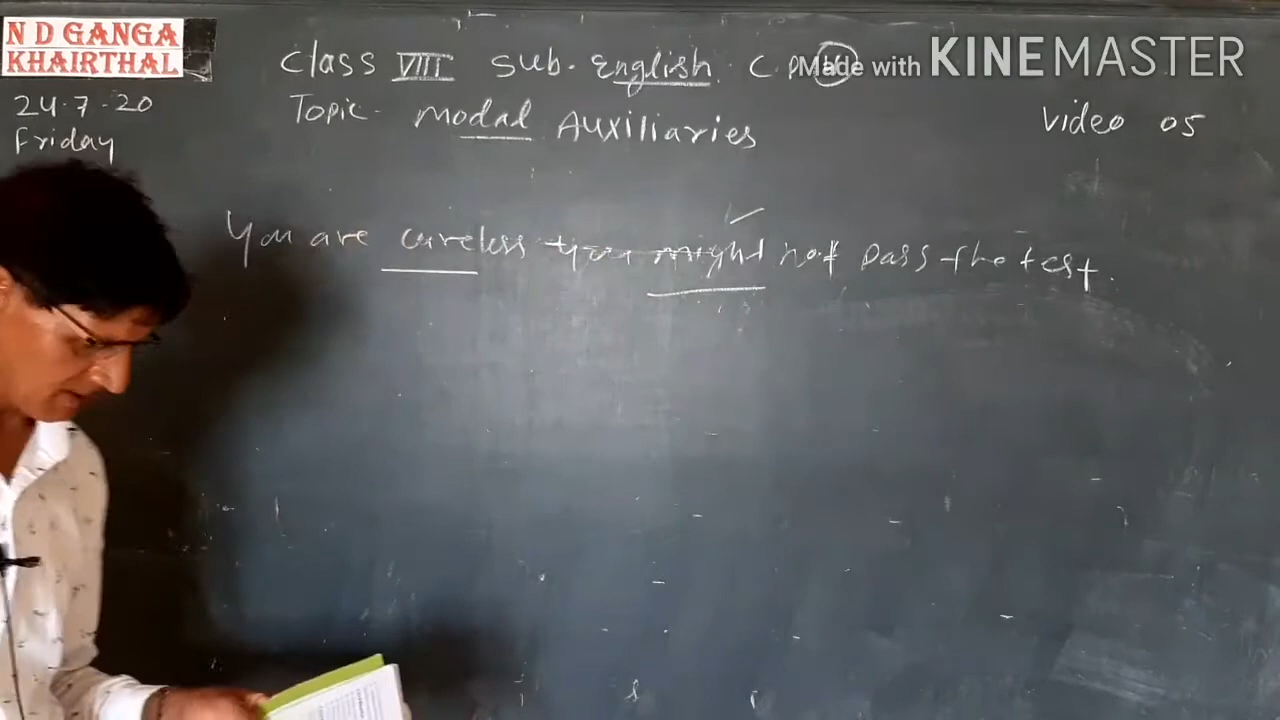 N D GANGA
KHAIRTHAL
Class VIII Sub. English C
Made with KINEMASTER
24.7.20
Friday
Topic - Modal Auxiliaries
Video 05
You are careless you might not pass the test.